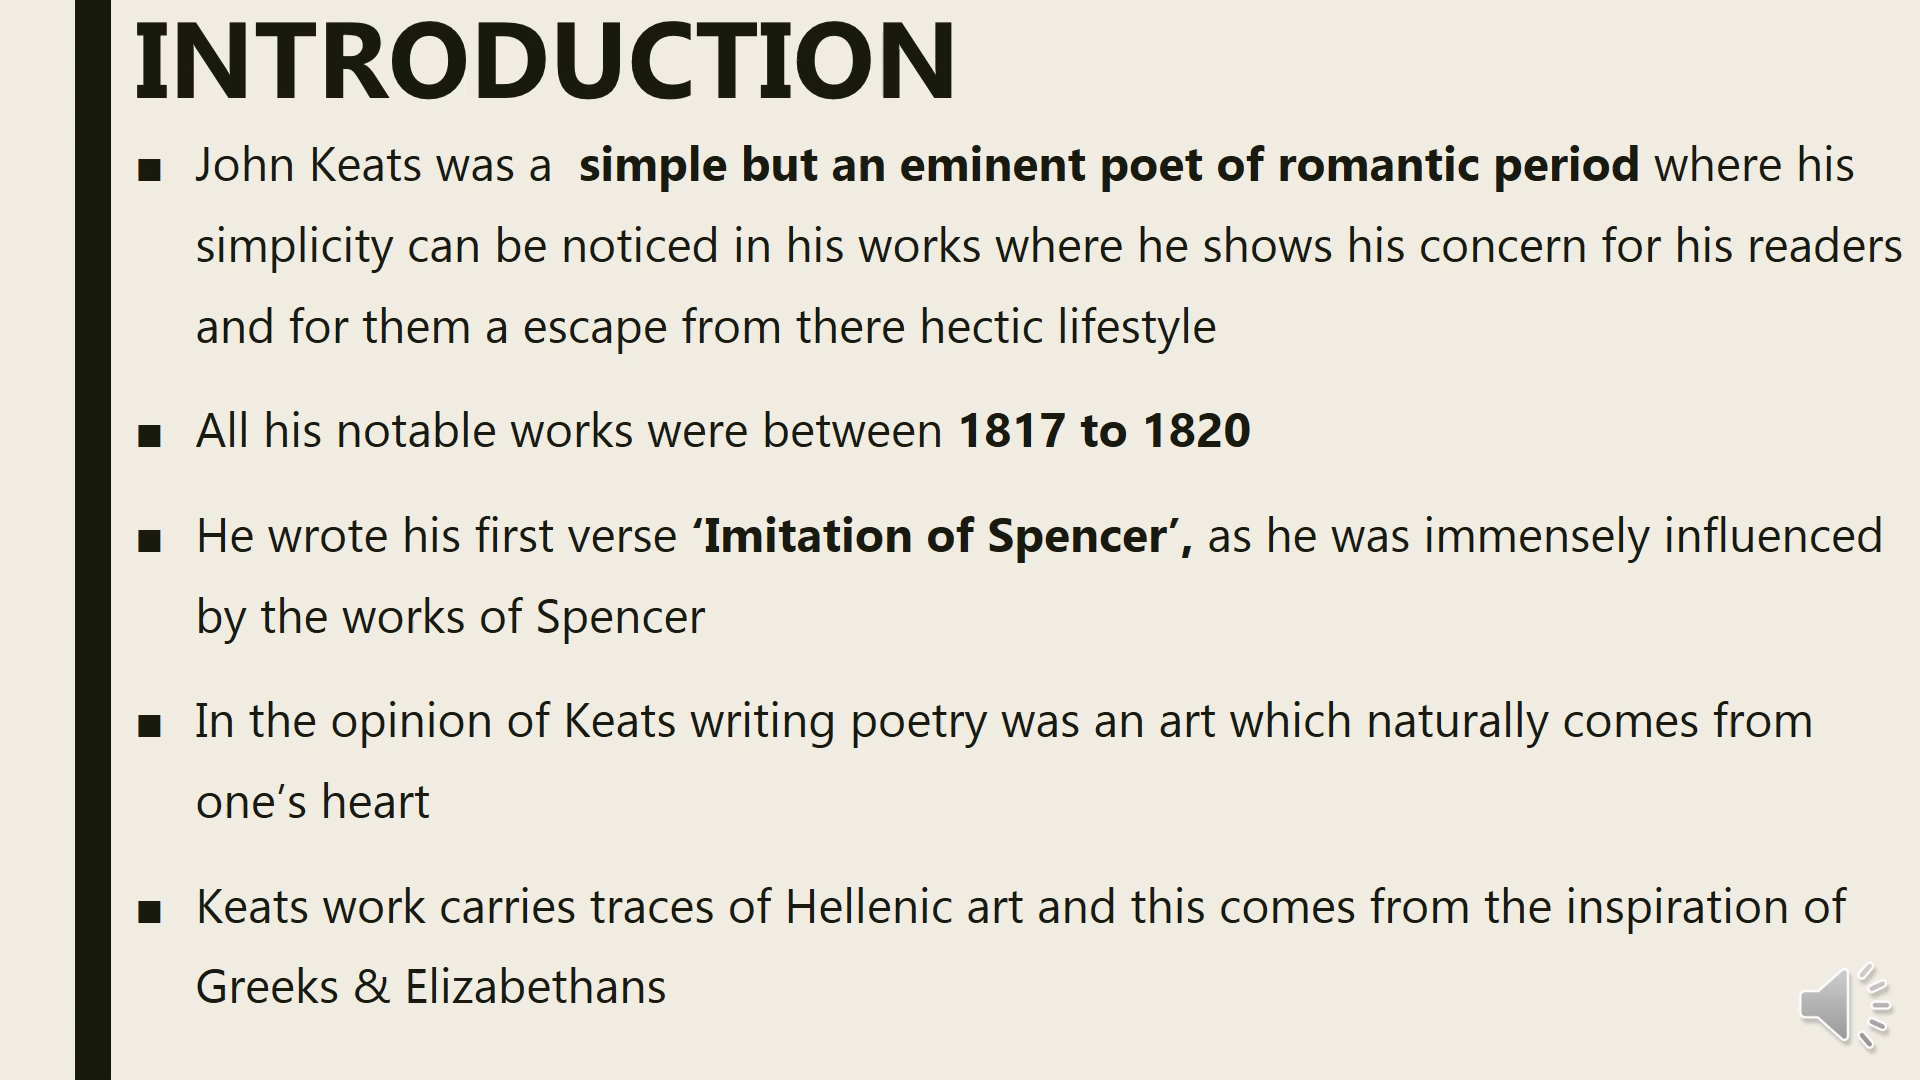 INTRODUCTION
■ John Keats was a  simple but an eminent poet of romantic period where his
simplicity can be noticed in his works where he shows his concern for his readers
and for them a escape from there hectic lifestyle
■ All his notable works were between 1817 to 1820
■ He wrote his first verse ‘Imitation of Spencer’, as he was immensely influenced
by the works of Spencer
■ In the opinion of Keats writing poetry was an art which naturally comes from
one’s heart
■ Keats work carries traces of Hellenic art and this comes from the inspiration of
Greeks & Elizabethans